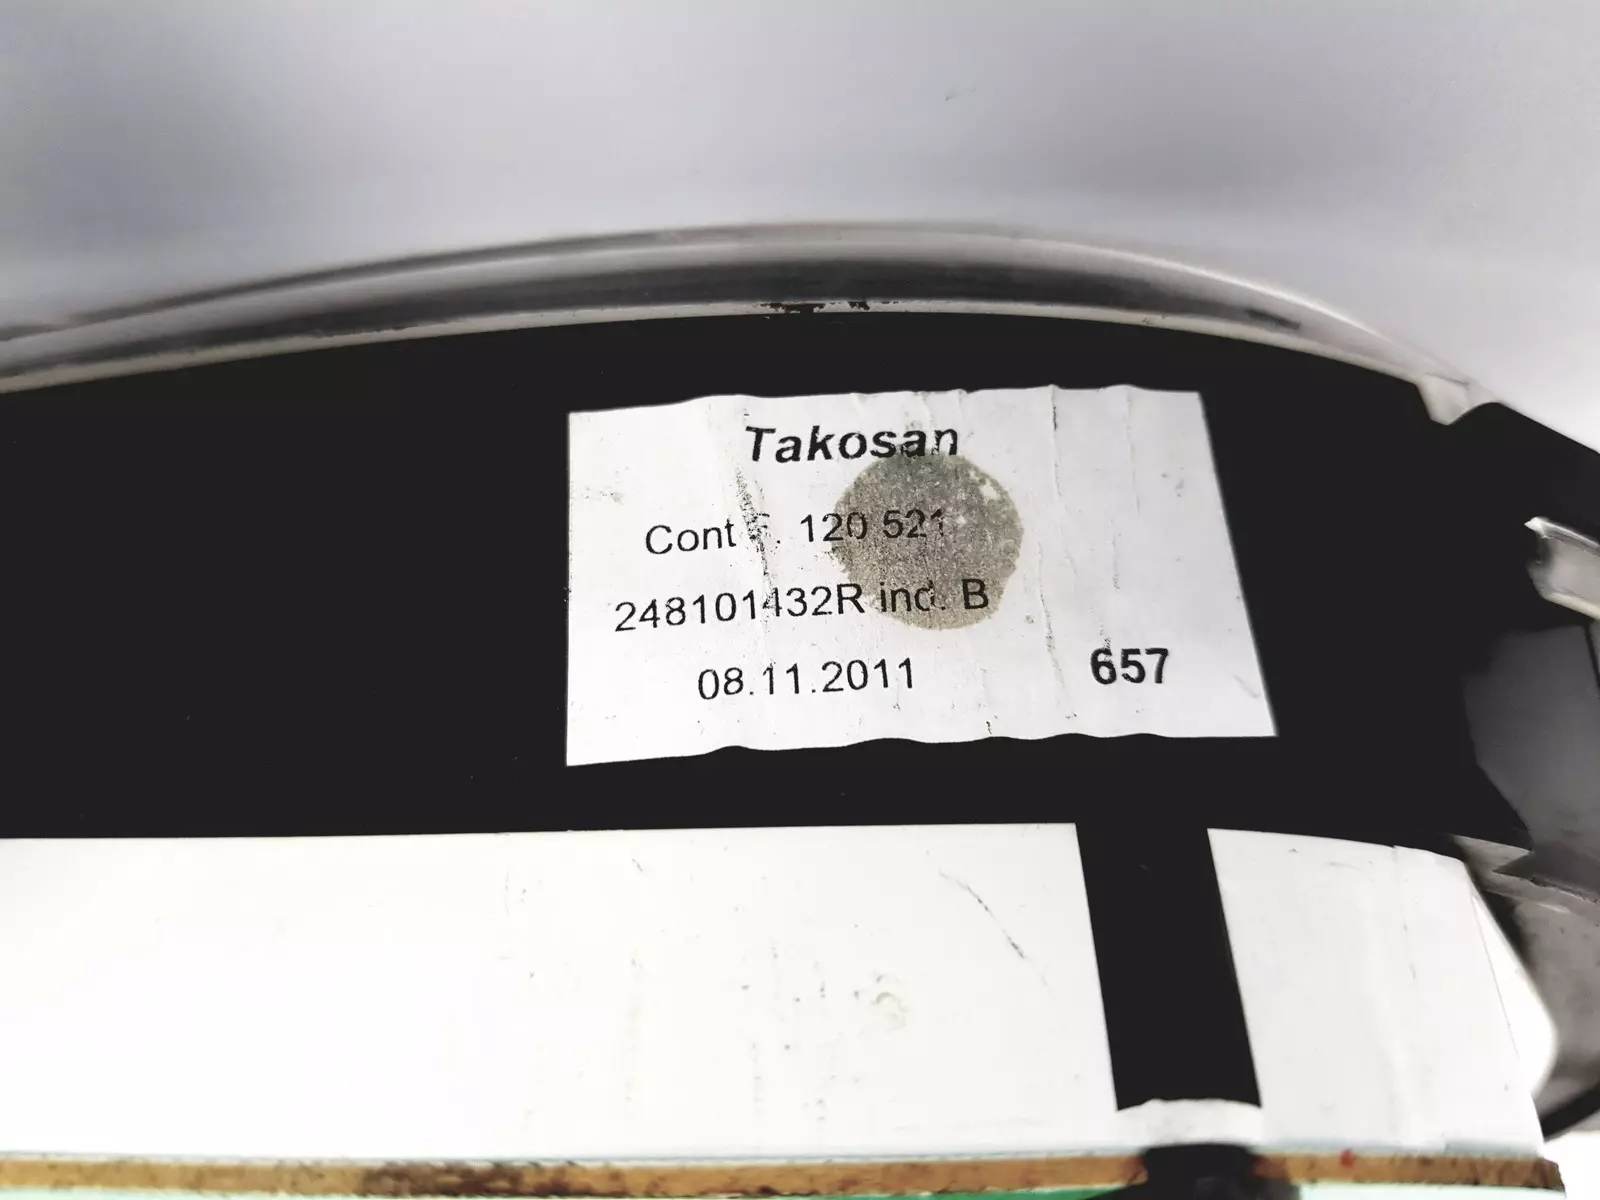 Takosan
Cont 120 521
248101432R ind. B
08.11.2011 657